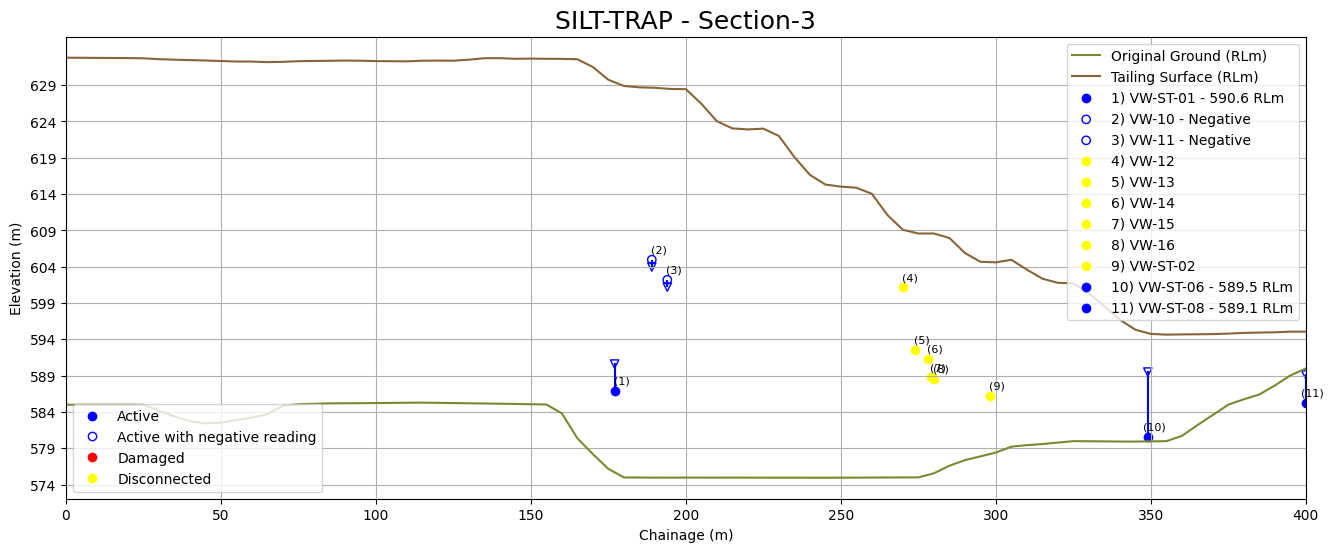 SILT-TRAP - Section-3
Elevation (m)
629
624
619
614
609
604
599
594
589
584
579
574
Original Ground (RLm)
Tailing Surface (RLm)
1) VW-ST-01 - 590.6 RLm
2) VW-10 - Negative
3) VW-11 - Negative
4) VW-12
5) VW-13
6) VW-14
7) VW-15
8) VW-16
9) VW-ST-02
10) VW-ST-06 - 589.5 RLm
11) VW-ST-08 - 589.1 RLm
(2)
(3)
(4)
(5)
(6)
(7)
(8)
(1)
(9)
(11)
(10)
Active
Active with negative reading
Damaged
Disconnected
0 50 100 150 200 250 300 350 400
Chainage (m)